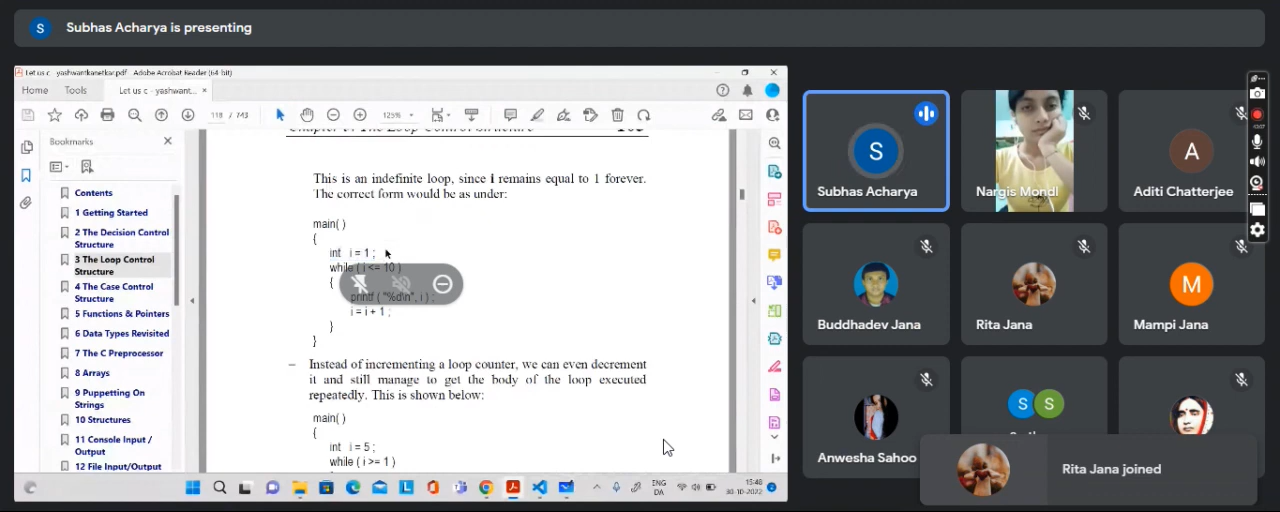 S Subhas Acharya is presenting
Let us c - yashwantkanetkar.pdf - Adobe Acrobat Reader (64-bit)
Home Tools Let us c - yashwant... ×
118 / 743 125%
Bookmarks
Contents
1 Getting Started
2 The Decision Control
Structure
3 The Loop Control
Structure
4 The Case Control
Structure
5 Functions & Pointers
6 Data Types Revisited
7 The C Preprocessor
8 Arrays
9 Puppetting On
Strings
10 Structures
11 Console Input /
Output
12 File Input/Output
This is an indefinite loop, since i remains equal to 1 forever.
The correct form would be as under:
main( )
{
int i = 1 ;
while ( i <= 10 )
{
printf ( "%d\n", i ) ;
i = i + 1 ;
}
}
– Instead of incrementing a loop counter, we can even decrement
it and still manage to get the body of the loop executed
repeatedly. This is shown below:
main( )
{
int i = 5 ;
while ( i >= 1 )
ENG
DA
15:48
30-10-2022
S
Subhas Acharya
Nargis Mondl
A
Aditi Chatterjee
Buddhadev Jana
Rita Jana
M
Mampi Jana
Anwesha Sahoo
S S
Rita Jana joined